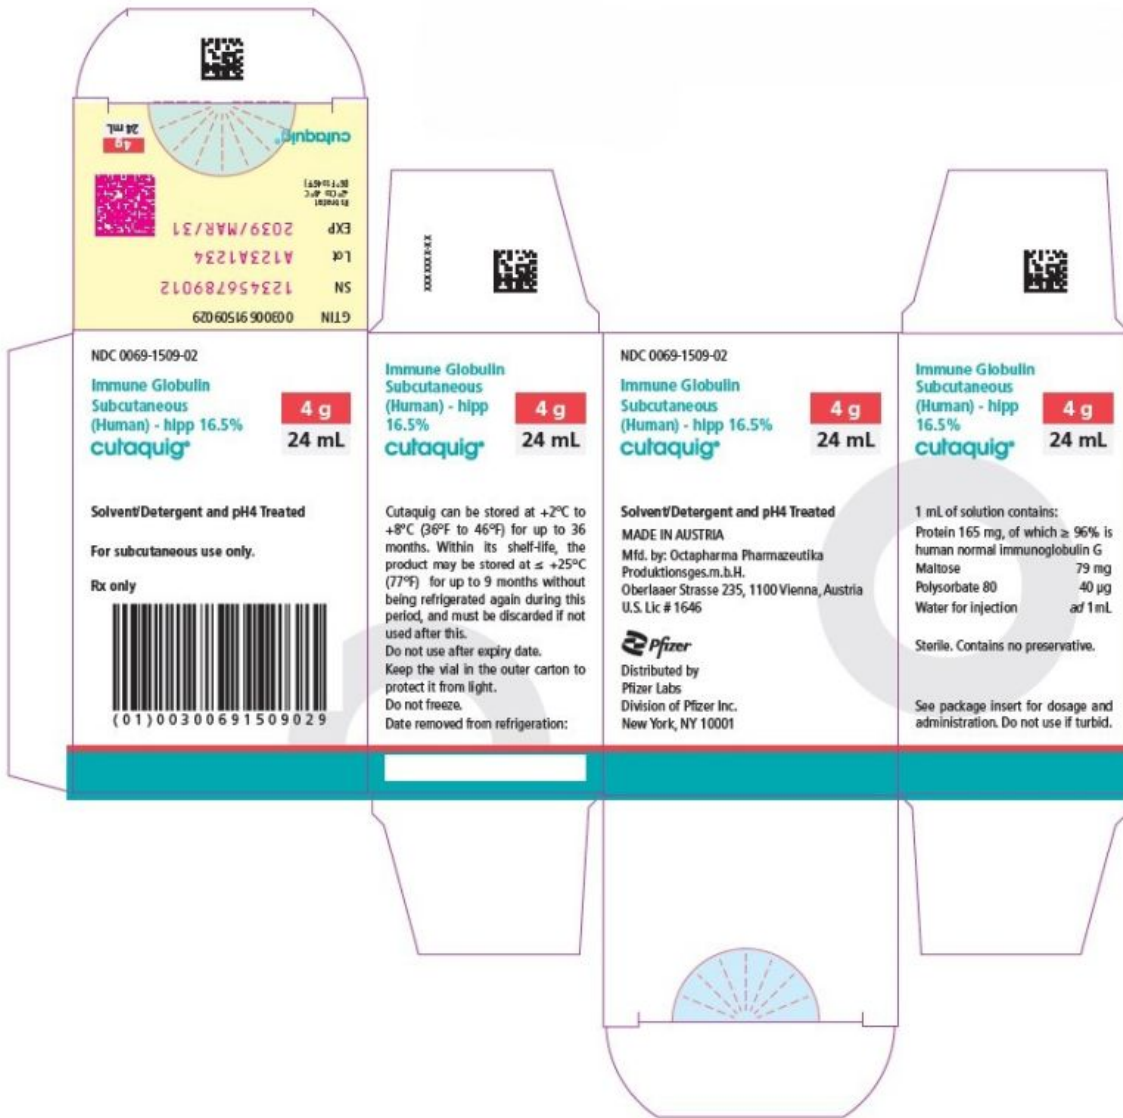 cutaquig®
4g
24 mL
+2° C to +8° C
(36°F to 46°F)
EXP 2039/MAR/31
Lot A123A1234
SN 123456789012
GTIN 00300691509029
XXXXXXXX-XX
NDC 0069-1509-02
Immune Globulin
Subcutaneous
(Human) - hipp 16.5%
cutaquig®
4 g
24 mL
Solvent/Detergent and pH4 Treated
For subcutaneous use only.
Rx only
(01)00300691509029
Immune Globulin
Subcutaneous
(Human) - hipp
16.5%
cutaquig®
4 g
24 mL
Cutaquig can be stored at +2°C to
+8°C (36°F to 46°F) for up to 36
months. Within its shelf-life, the
product may be stored at ≤ +25°C
(77°F) for up to 9 months without
being refrigerated again during this
period, and must be discarded if not
used after this.
Do not use after expiry date.
Keep the vial in the outer carton to
protect it from light.
Do not freeze.
Date removed from refrigeration:
NDC 0069-1509-02
Immune Globulin
Subcutaneous
(Human) - hipp 16.5%
cutaquig®
4 g
24 mL
Solvent/Detergent and pH4 Treated
MADE IN AUSTRIA
Mfd. by: Octapharma Pharmazeutika
Produktionsges.m.b.H.
Oberlaaer Strasse 235, 1100 Vienna, Austria
U.S. Lic # 1646
Pfizer
Distributed by
Pfizer Labs
Division of Pfizer Inc.
New York, NY 10001
Immune Globulin
Subcutaneous
(Human) - hipp
16.5%
cutaquig®
4 g
24 mL
1 mL of solution contains:
Protein 165 mg, of which ≥ 96% is
human normal immunoglobulin G
Maltose 79 mg
Polysorbate 80 40 µg
Water for injection ad 1mL
Sterile. Contains no preservative.
See package insert for dosage and
administration. Do not use if turbid.